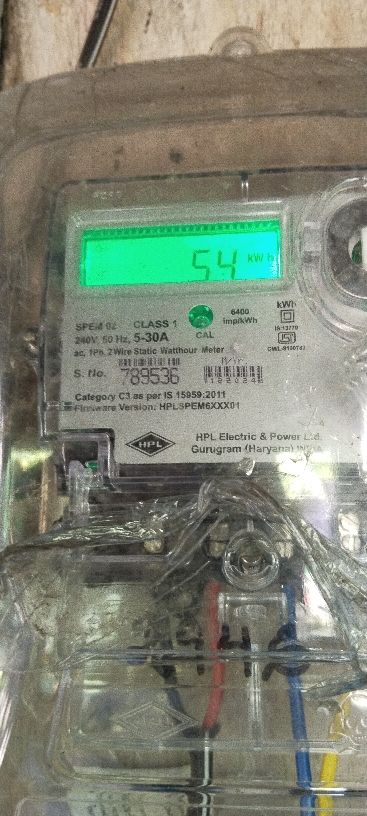 54 kWh
6400
imp/kWh
kWh
SPEM 02 CLASS 1
240V, 50 Hz, 5-30A
CAL
IS 13779
ac, 1Ph, 2 Wire Static Watthour Meter
S. No. 789536
Category C3 as per IS 15959:2011
Firmware Version: HPLSPEM6XXX01
HPL
HPL Electric & Power Ltd.
Gurugram (Haryana) INDIA